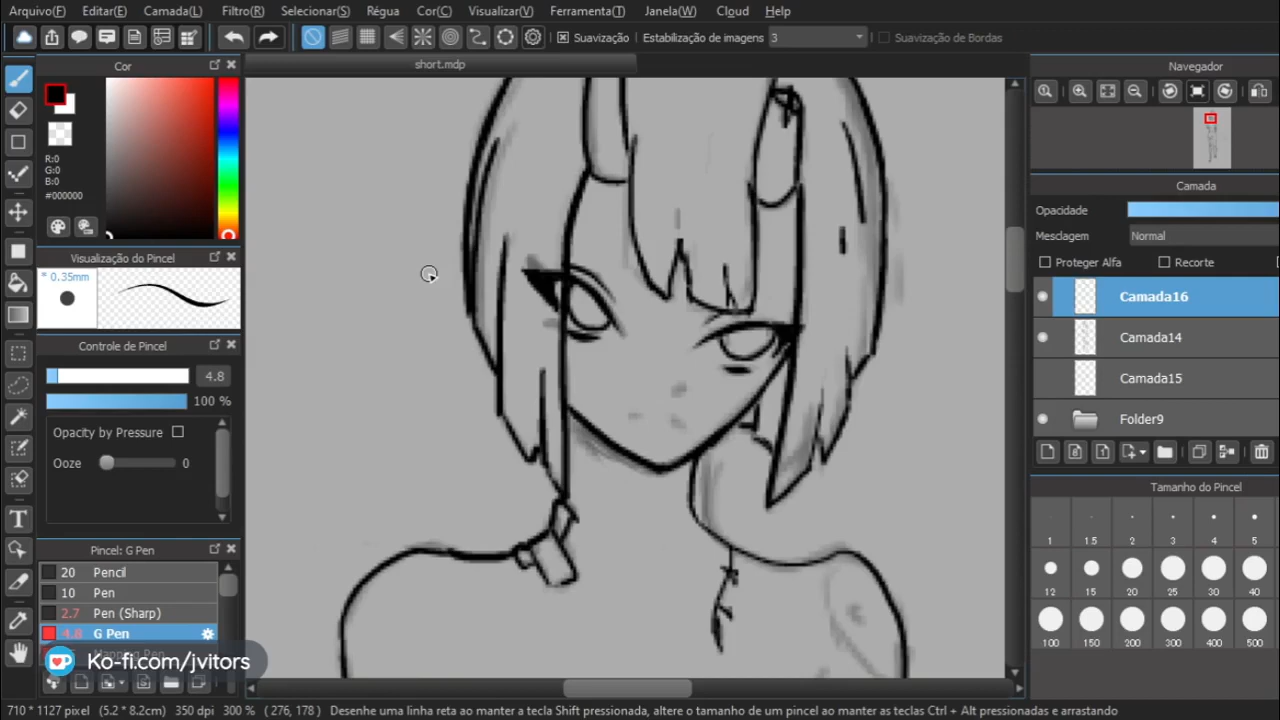 Arquivo(F) Editar(E) Camada(L) Filtro(R) Selecionar(S) Régua Cor(C) Visualizar(V) Ferramenta(T) Janela(W) Cloud Help
Suavização Estabilização de imagens 3 Suavização de Bordas
Cor
short.mdp
Navegador
R:0
G:0
B:0
#000000
Camada
Opacidade
Mesclagem Normal
Proteger Alfa Recorte
Visualização do Pincel
* 0.35mm
Camada16
Camada14
Camada15
Folder9
Controle de Pincel
4.8
100 %
Opacity by Pressure
Ooze 0
Tamanho do Pincel
1 1.5 2 3 4 5
12 15 20 25 30 40
100 150 200 300 400 500
Pincel: G Pen
20 Pencil
10 Pen
2.7 Pen (Sharp)
4.8 G Pen
Ko-fi.com/jvitors
710 * 1127 pixel (5.2 * 8.2cm) 350 dpi 300 % ( 276, 178 ) Desenhe uma linha reta ao manter a tecla Shift pressionada, altere o tamanho de um pincel ao manter as teclas Ctrl + Alt pressionadas e arrastando